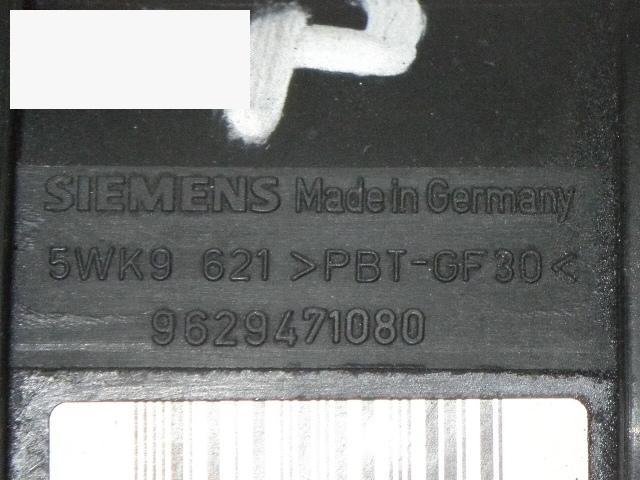 SIEMENS Made in Germany
5WK9 621 >PBT-GF30<
9629471080